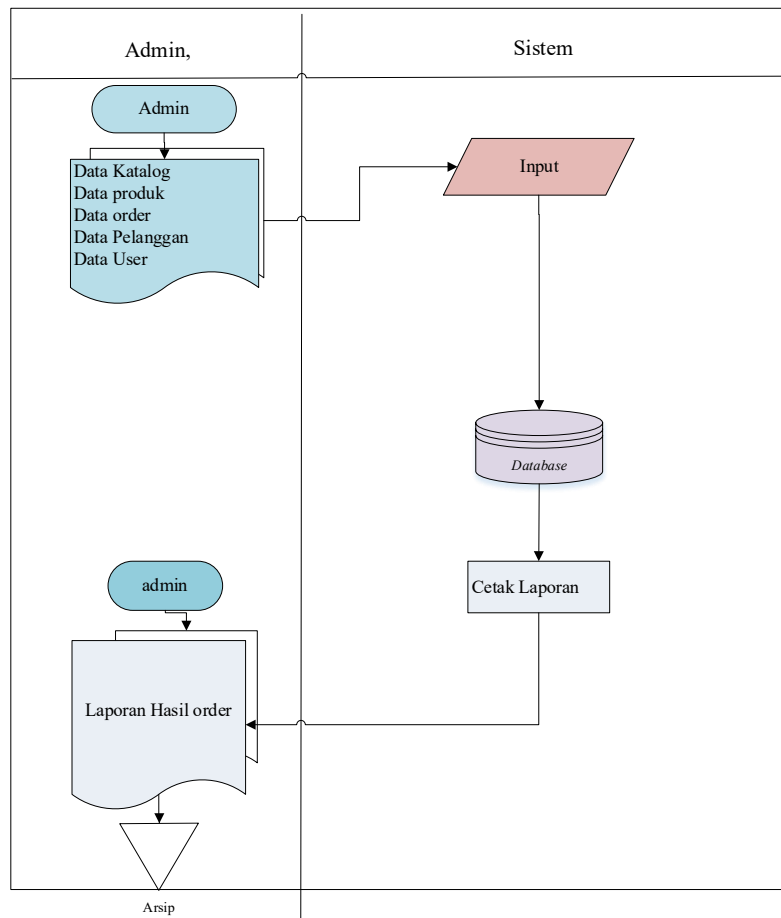 Admin,
Sistem
Admin
Data Katalog
Data produk
Data order
Data Pelanggan
Data User
Input
Database
admin
Cetak Laporan
Laporan Hasil order
Arsip